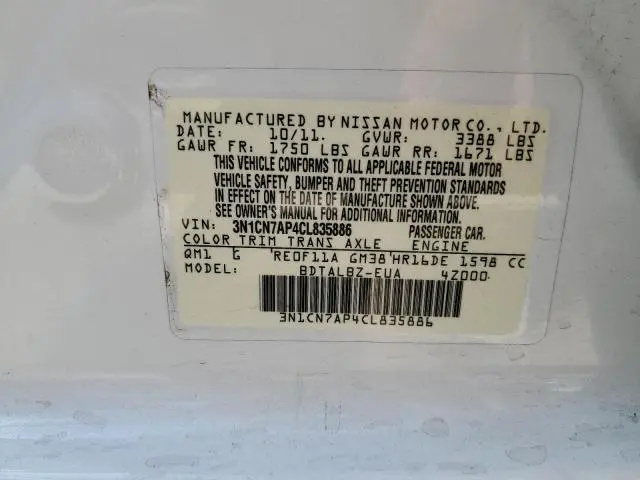 MANUFACTURED BY NISSAN MOTOR CO., LTD.
DATE: 10/11. GVWR: 3388 LBS
GAWR FR: 1750 LBS GAWR RR: 1671 LBS
THIS VEHICLE CONFORMS TO ALL APPLICABLE FEDERAL MOTOR
VEHICLE SAFETY, BUMPER AND THEFT PREVENTION STANDARDS
IN EFFECT ON THE DATE OF MANUFACTURE SHOWN ABOVE.
SEE OWNER'S MANUAL FOR ADDITIONAL INFORMATION.
VIN: 3N1CN7AP4CL835886 PASSENGER CAR.
COLOR TRIM TRANS AXLE ENGINE
QM1 G RE0F11A GM38 HR16DE 1598 CC
MODEL: BDTALBZ-EUA 4Z000
3N1CN7AP4CL835886